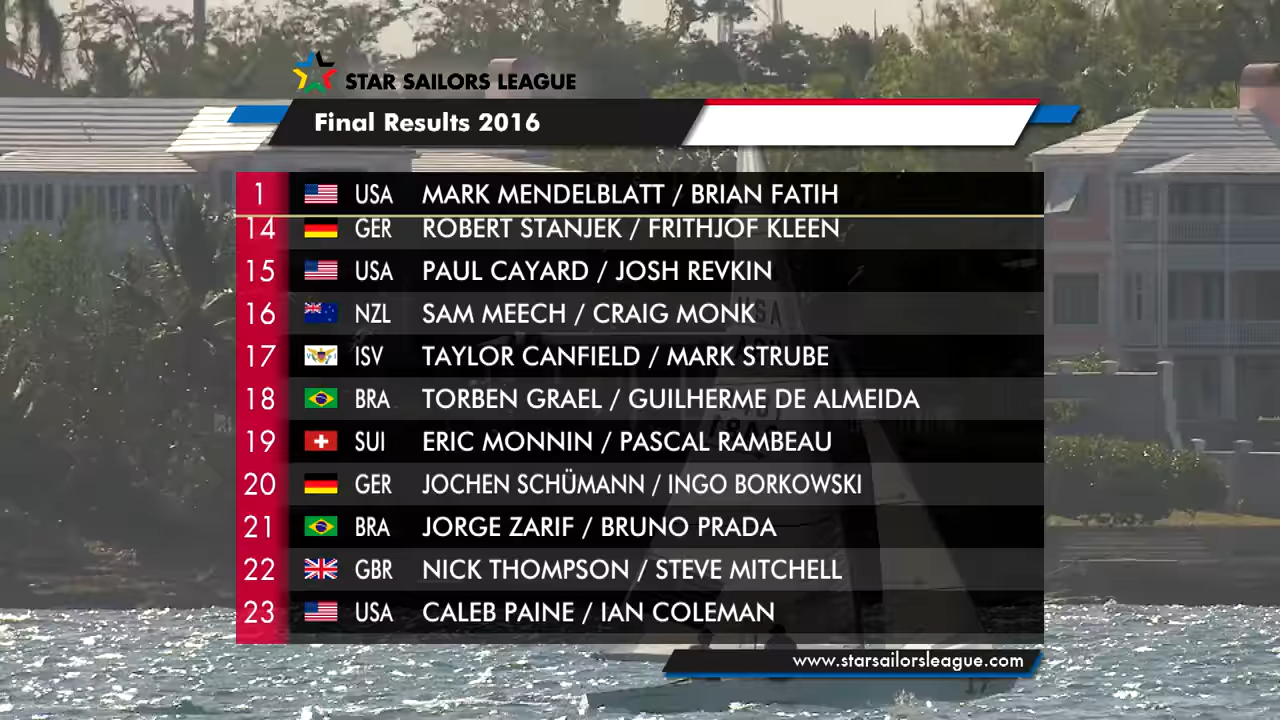 STAR SAILORS LEAGUE
Final Results 2016
1 USA MARK MENDELBLATT / BRIAN FATIH
14 GER ROBERT STANJEK / FRITHJOF KLEEN
15 USA PAUL CAYARD / JOSH REVKIN
16 NZL SAM MEECH / CRAIG MONK
17 ISV TAYLOR CANFIELD / MARK STRUBE
18 BRA TORBEN GRAEL / GUILHERME DE ALMEIDA
19 SUI ERIC MONNIN / PASCAL RAMBEAU
20 GER JOCHEN SCHÜMANN / INGO BORKOWSKI
21 BRA JORGE ZARIF / BRUNO PRADA
22 GBR NICK THOMPSON / STEVE MITCHELL
23 USA CALEB PAINE / IAN COLEMAN
www.starsailorsleague.com